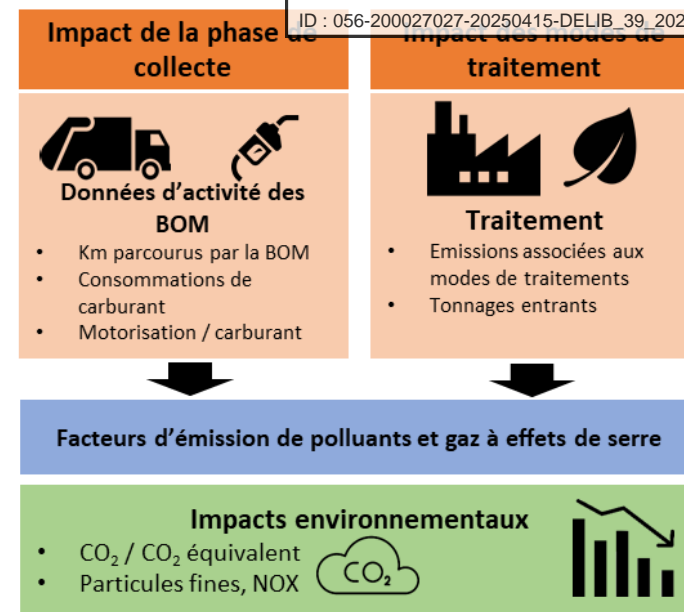 ID : 056-200027027-20250415-DELIB_39_202
Impact de la phase de
collecte
Impact des modes de
traitement
Données d'activité des
BOM
• Km parcourus par la BOM
• Consommations de
carburant
• Motorisation / carburant
Traitement
• Emissions associées aux
modes de traitements
• Tonnages entrants
Facteurs d'émission de polluants et gaz à effets de serre
Impacts environnementaux
• CO₂ / CO₂ équivalent
• Particules fines, NOX
CO₂